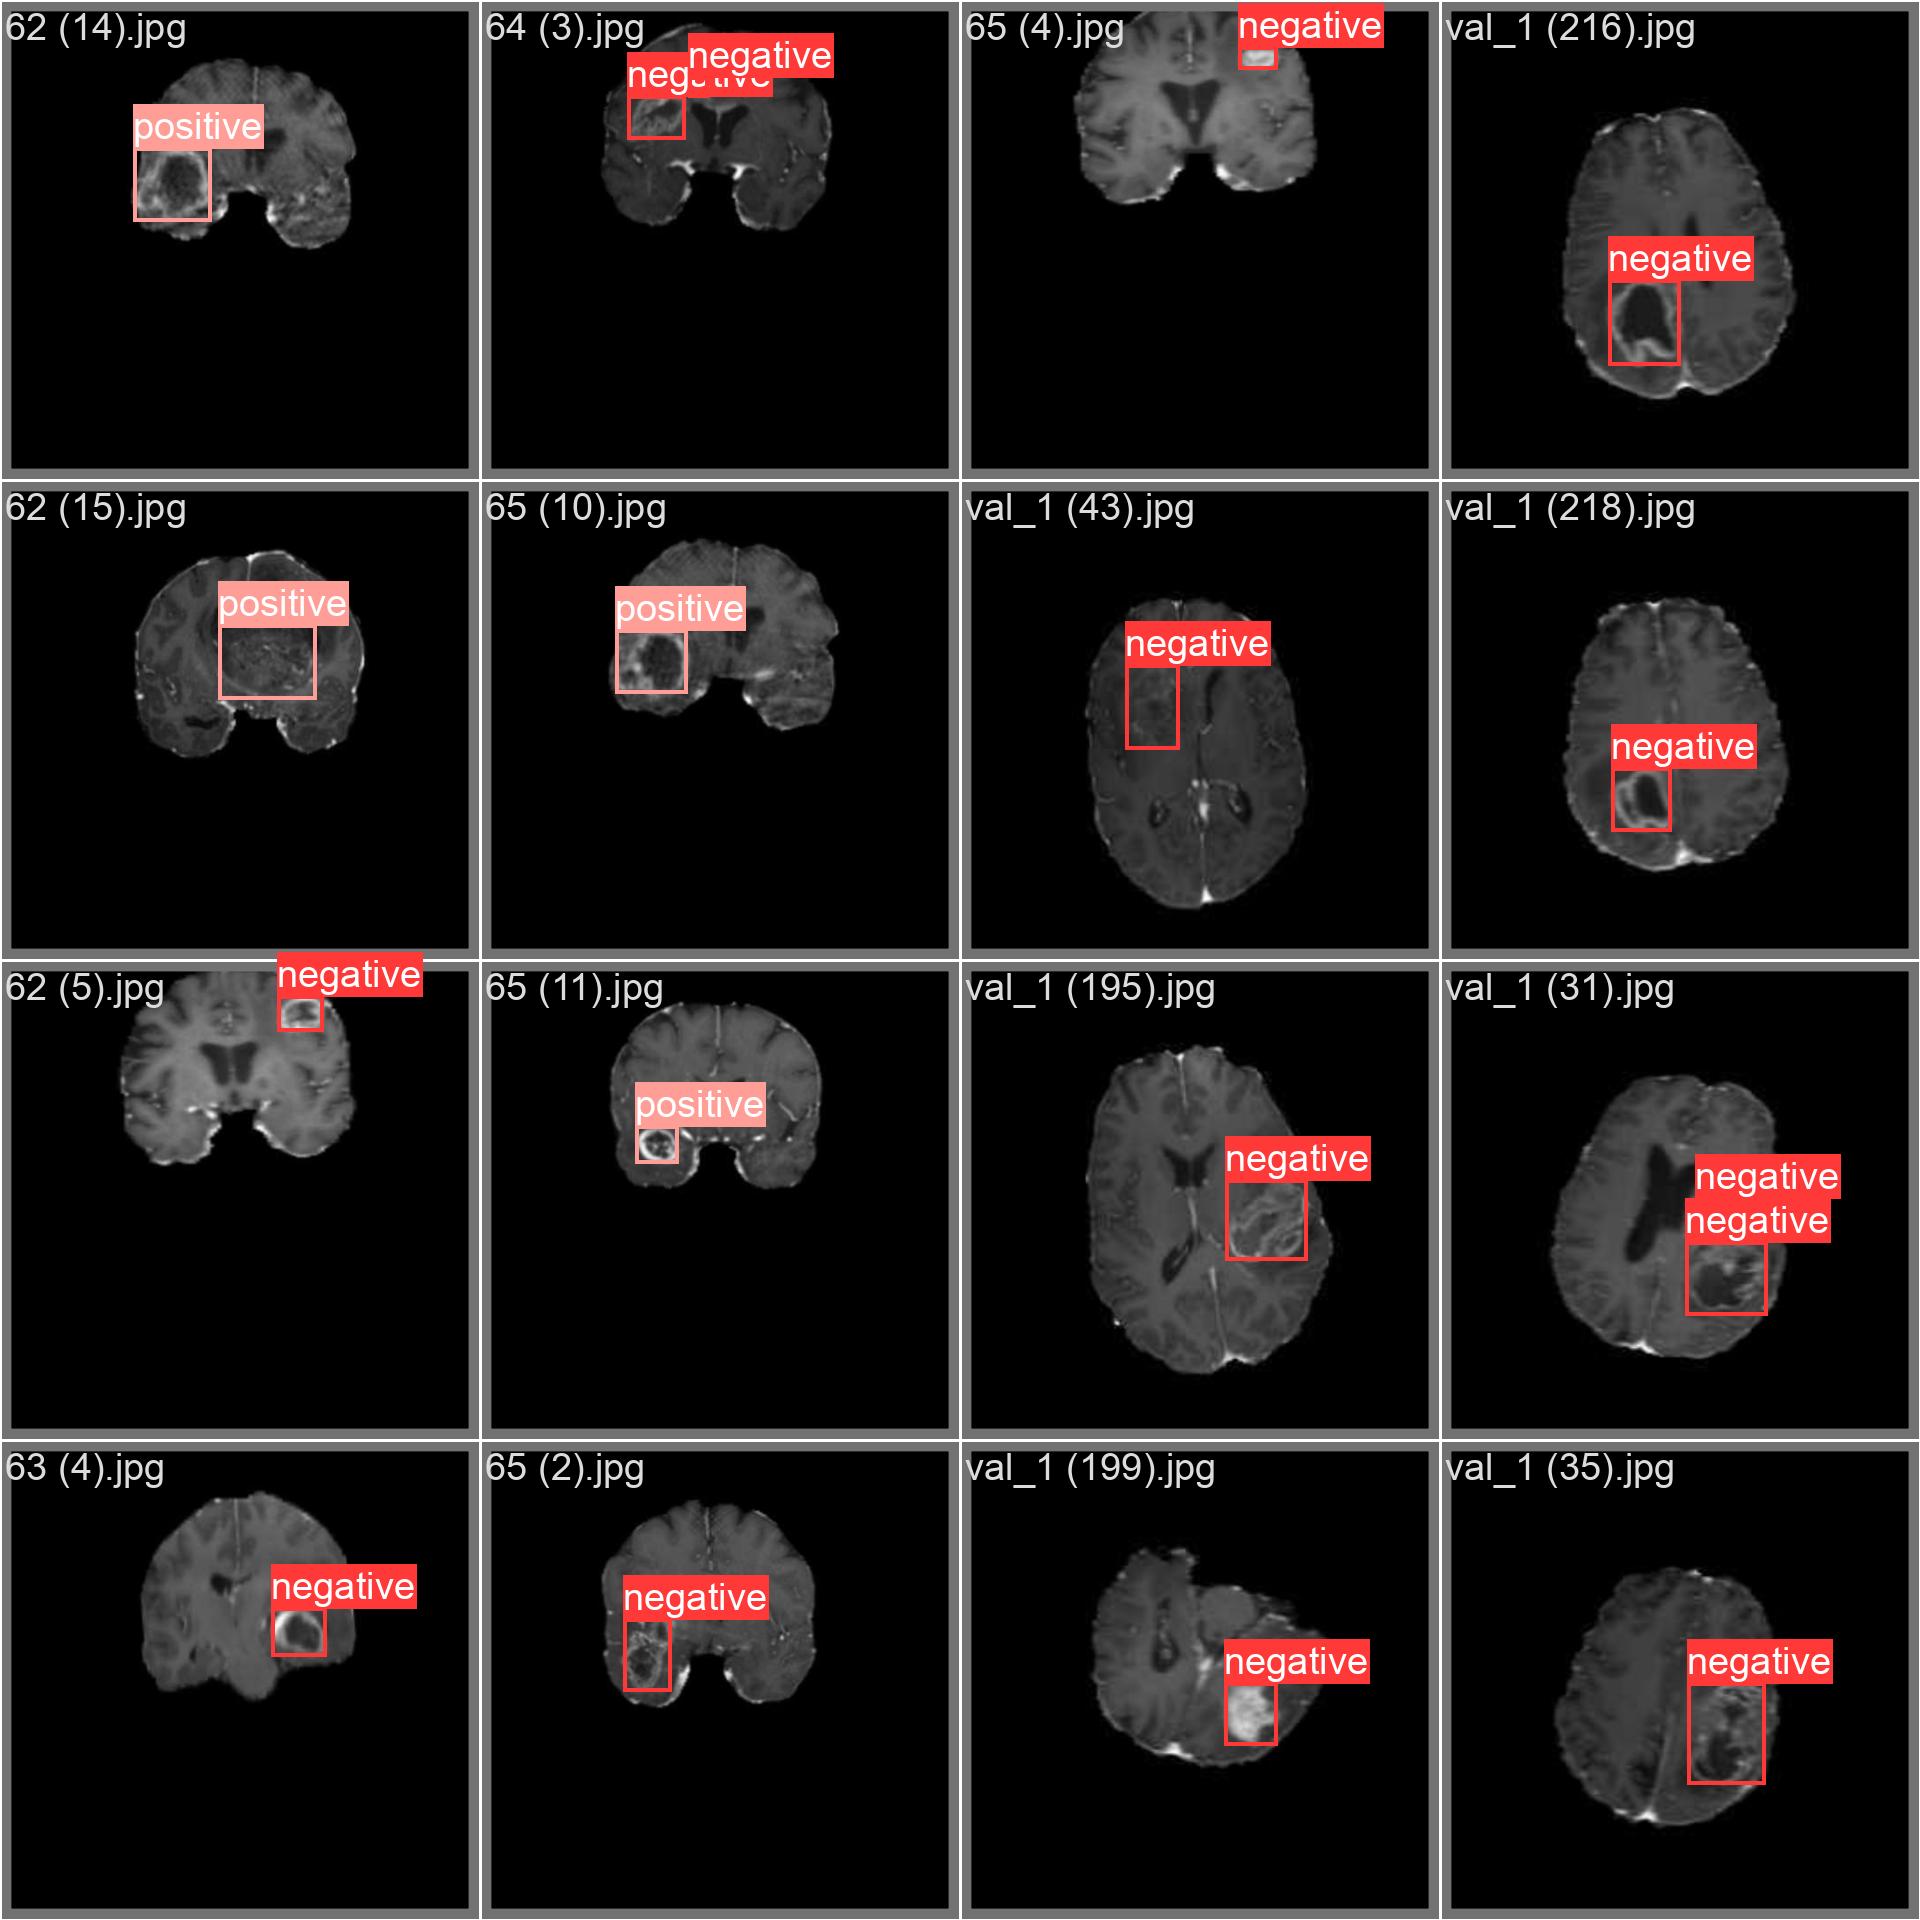 62 (14).jpg
positive
64 (3).jpg
negative
negative
65 (4).jpg
negative
val_1 (216).jpg
negative
62 (15).jpg
positive
65 (10).jpg
positive
val_1 (43).jpg
negative
val_1 (218).jpg
negative
62 (5).jpg
negative
65 (11).jpg
positive
val_1 (195).jpg
negative
val_1 (31).jpg
negative
negative
63 (4).jpg
negative
65 (2).jpg
negative
val_1 (199).jpg
negative
val_1 (35).jpg
negative